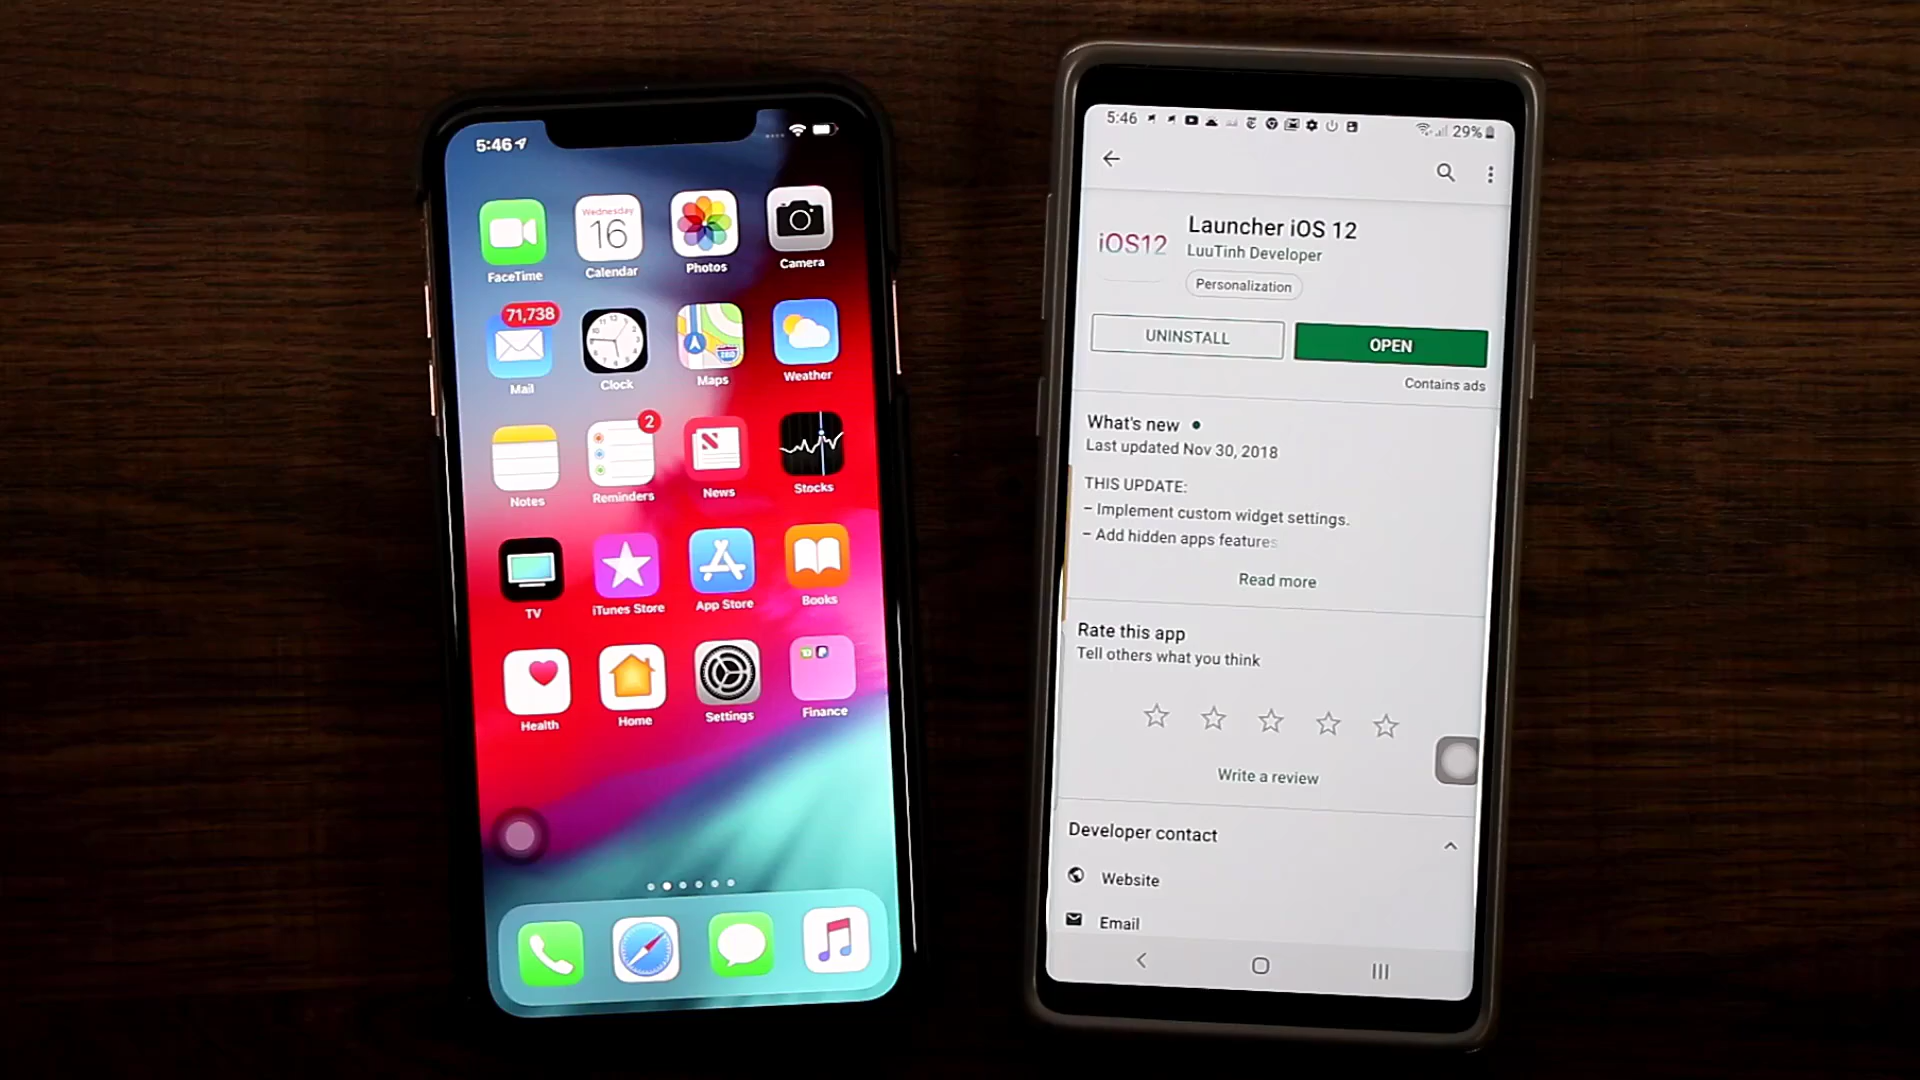 5:46
FaceTime
Wednesday
16
Calendar
Photos
Camera
71,738
Mail
Clock
280
Maps
Weather
Notes
2
Reminders
News
Stocks
TV
iTunes Store
App Store
Books
Health
Home
Settings
Finance
5:46
29%
iOS12
Launcher iOS 12
LuuTinh Developer
Personalization
UNINSTALL
OPEN
Contains ads
What's new
Last updated Nov 30, 2018
THIS UPDATE:
– Implement custom widget settings.
– Add hidden apps features
Read more
Rate this app
Tell others what you think
Write a review
Developer contact
Website
Email